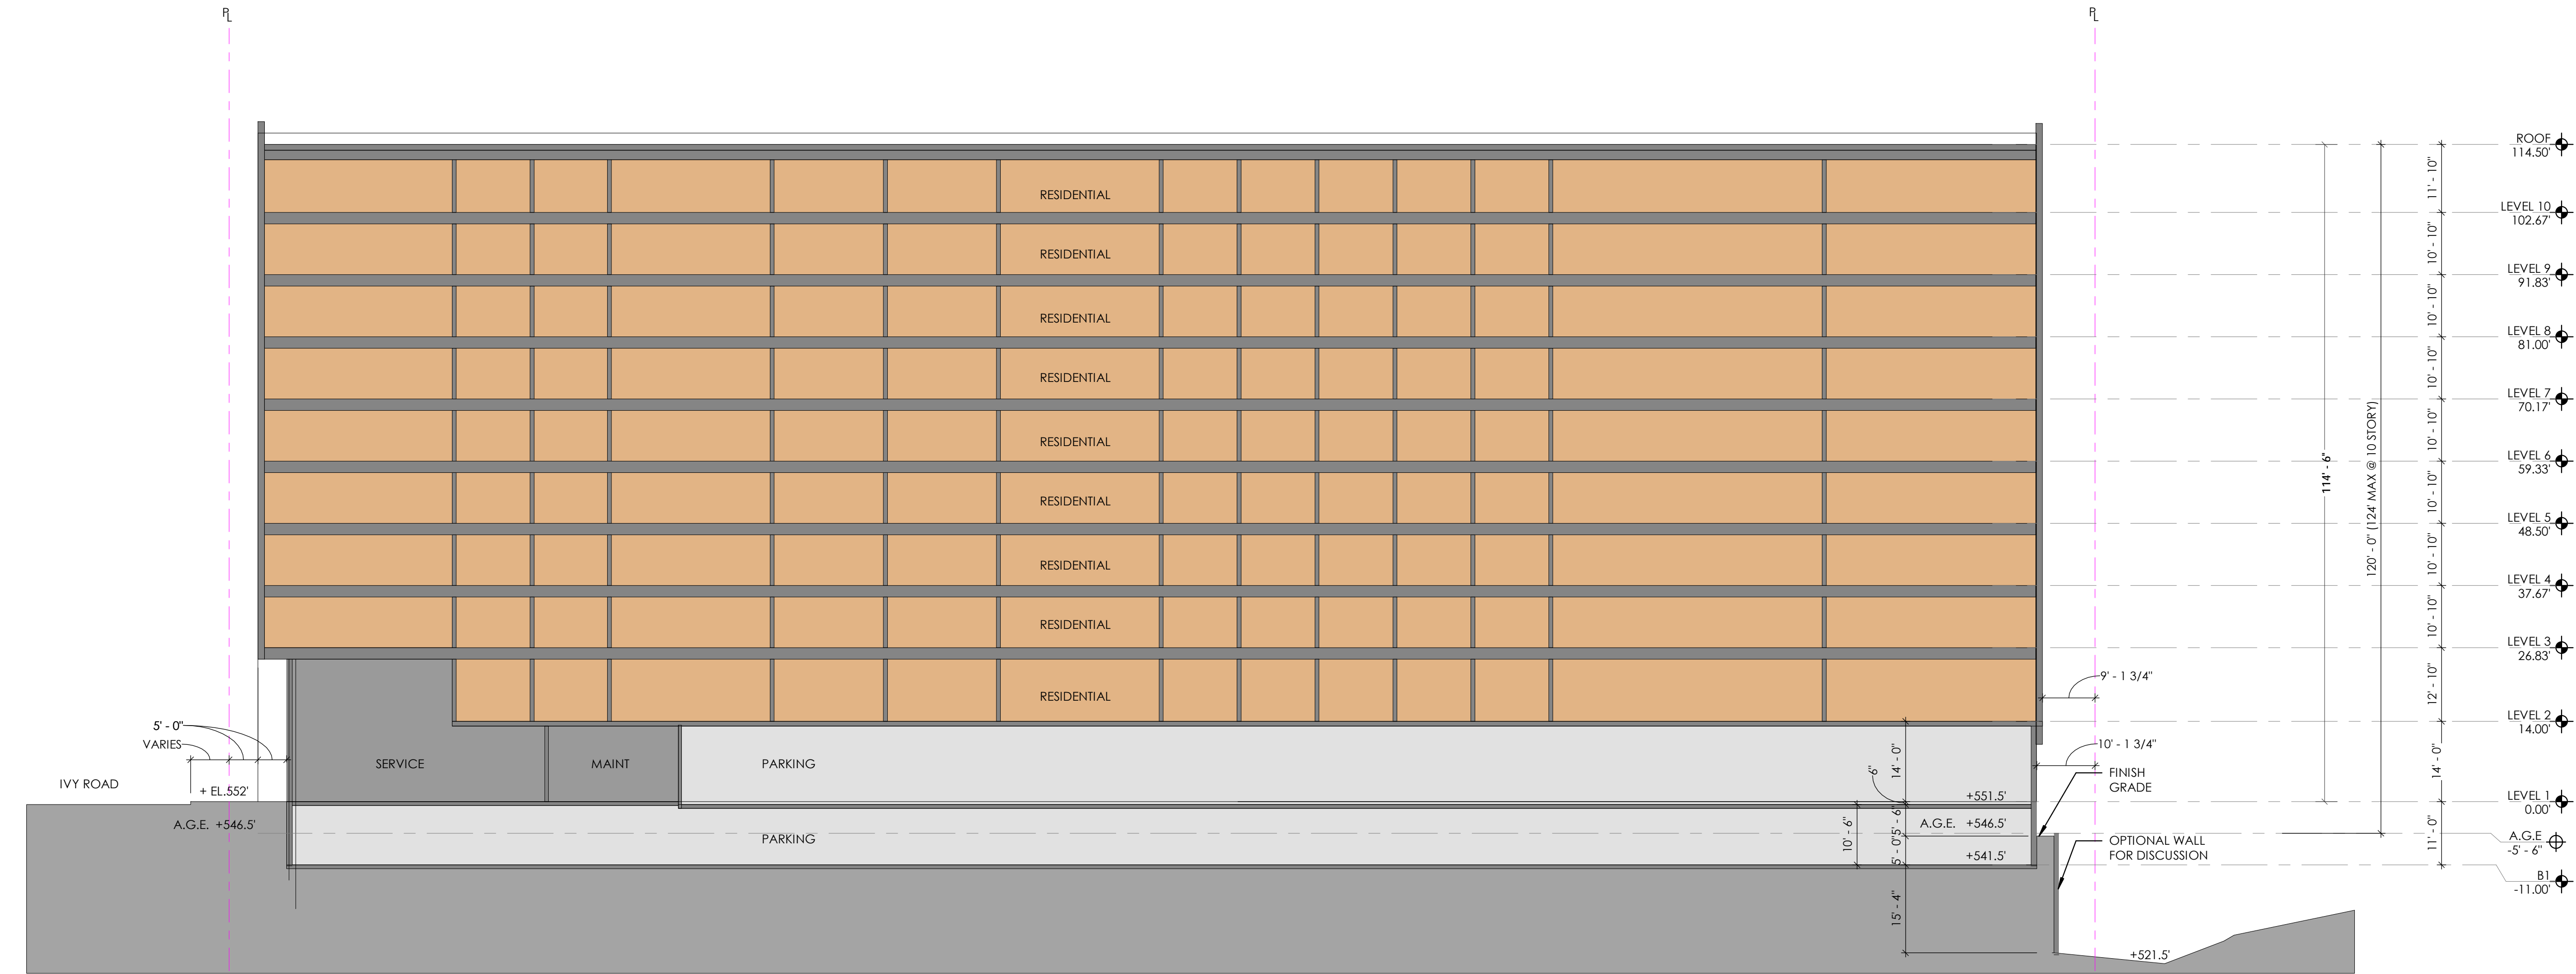 PL
PL
ROOF
114.50'
11' - 10"
RESIDENTIAL
LEVEL 10
102.67'
10' - 10"
RESIDENTIAL
LEVEL 9
91.83'
10' - 10"
RESIDENTIAL
LEVEL 8
81.00'
10' - 10"
RESIDENTIAL
LEVEL 7
70.17'
10' - 10"
RESIDENTIAL
LEVEL 6
59.33'
114' - 6"
120' - 0" (124' MAX @ 10 STORY)
10' - 10"
RESIDENTIAL
LEVEL 5
48.50'
10' - 10"
RESIDENTIAL
LEVEL 4
37.67'
10' - 10"
RESIDENTIAL
LEVEL 3
26.83'
12' - 10"
RESIDENTIAL
9' - 1 3/4"
LEVEL 2
14.00'
5' - 0"
VARIES
10' - 1 3/4"
SERVICE
MAINT
PARKING
6"
14' - 0"
14' - 0"
FINISH
GRADE
IVY ROAD
+ EL.552'
+551.5'
LEVEL 1
0.00'
A.G.E. +546.5'
10' - 6"
5' - 6"
A.G.E. +546.5'
11' - 0"
PARKING
OPTIONAL WALL
FOR DISCUSSION
A.G.E
-5' - 6"
5' - 0"
+541.5'
B1
-11.00'
15' - 4"
+521.5'